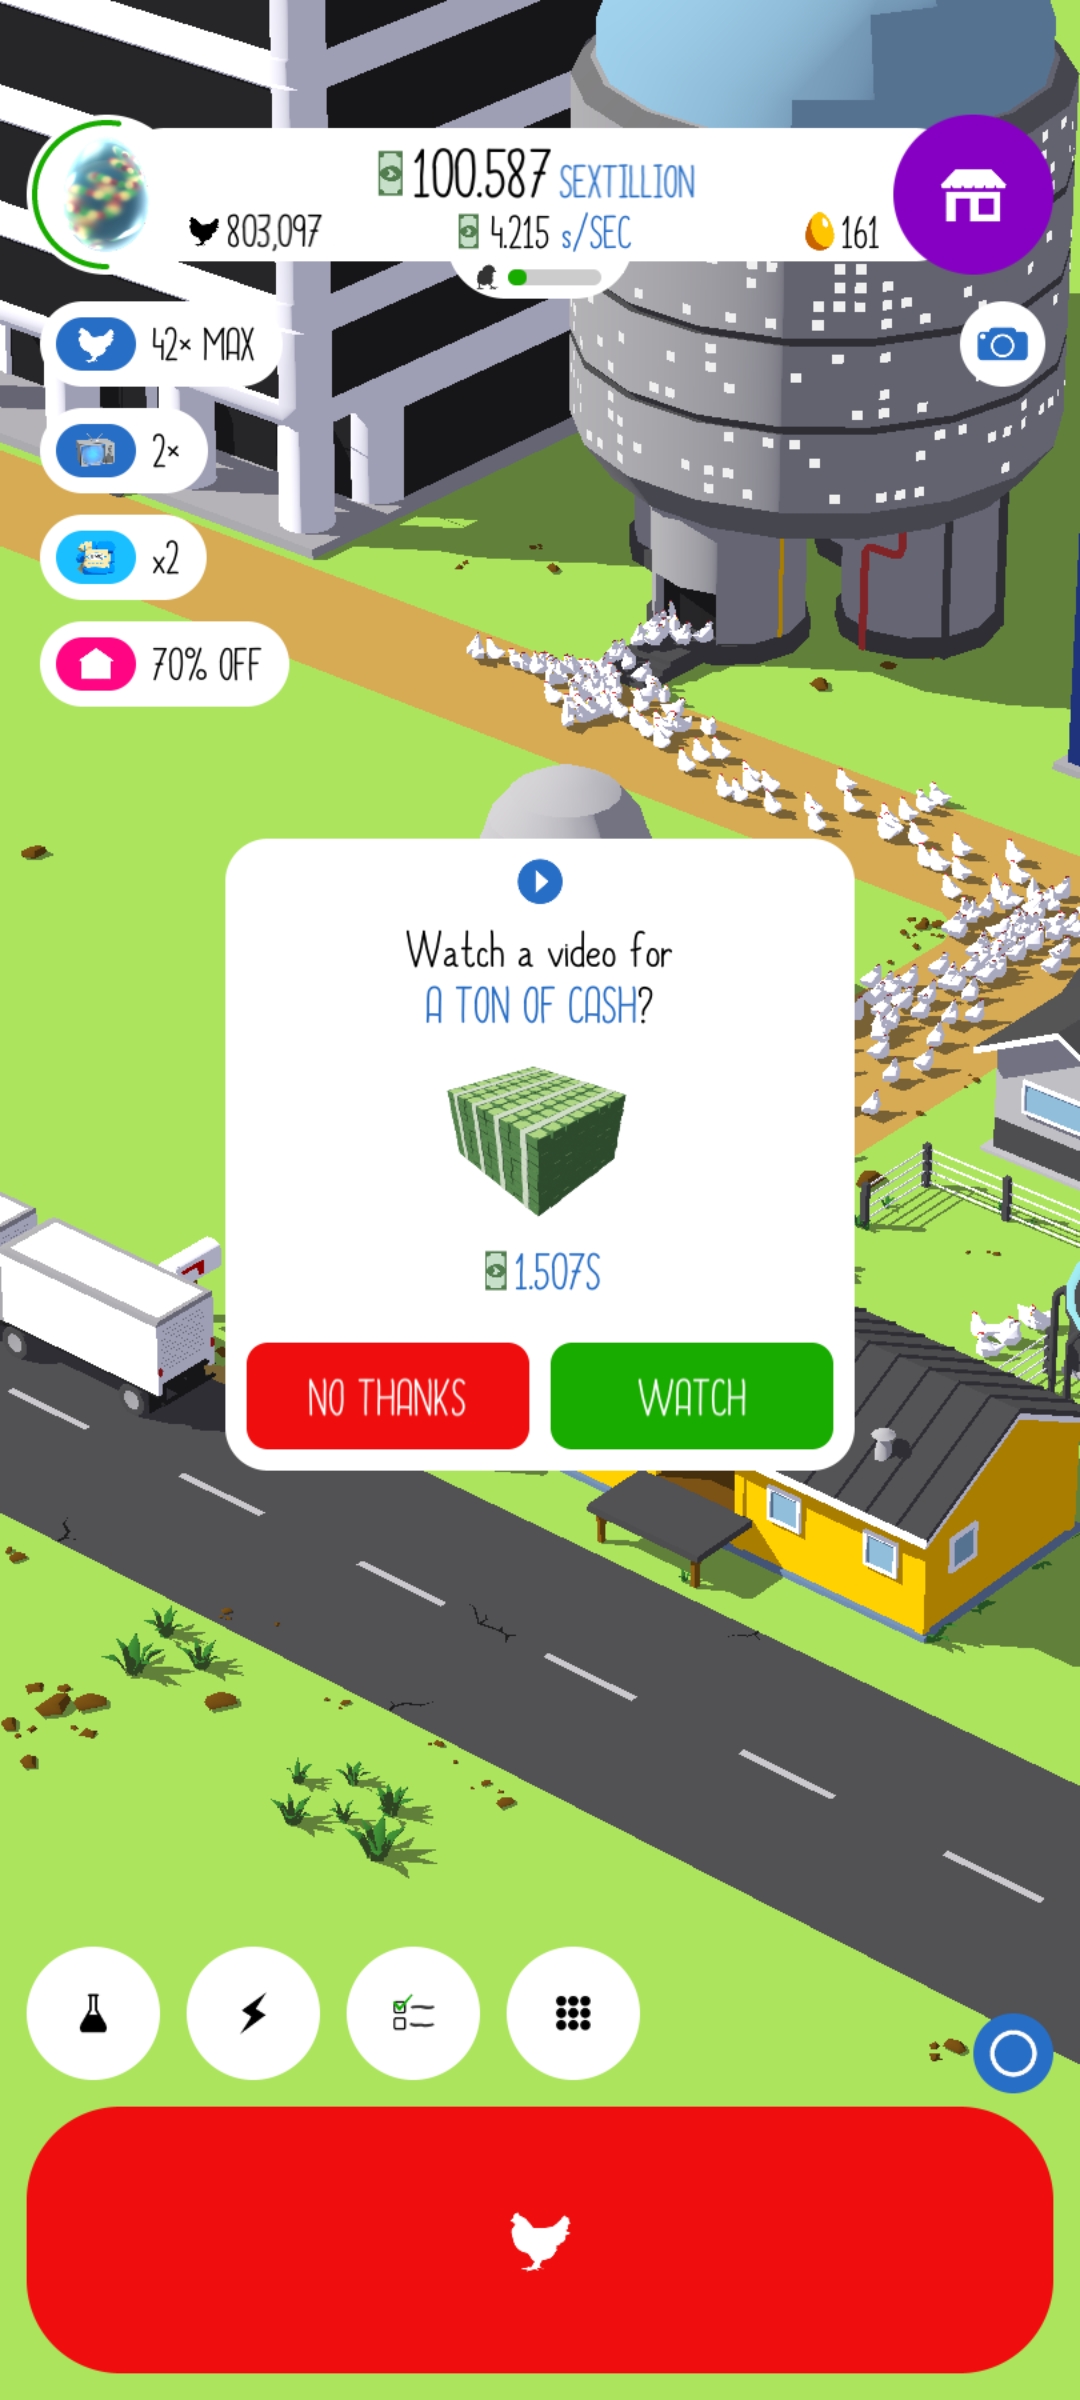 100.587 SEXTILLION
803,097
4.215 s/SEC
161
42× MAX
2×
x2
70% OFF
Watch a video for
A TON OF CASH?
1.507S
NO THANKS
WATCH